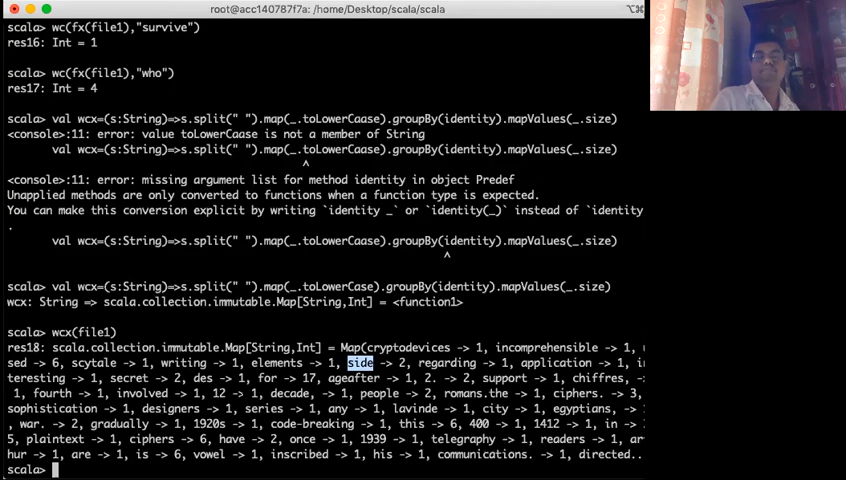 root@acc140787f7a: /home/Desktop/scala/scala
scala> wc(fx(file1),"survive")
res16: Int = 1
scala> wc(fx(file1),"who")
res17: Int = 4
scala> val wcx=(s:String)=>s.split(" ").map(_.toLowerCaase).groupBy(identity).mapValues(_.size)
<console>:11: error: value toLowerCaase is not a member of String
val wcx=(s:String)=>s.split(" ").map(_.toLowerCaase).groupBy(identity).mapValues(_.size)
^
<console>:11: error: missing argument list for method identity in object Predef
Unapplied methods are only converted to functions when a function type is expected.
You can make this conversion explicit by writing `identity _` or `identity(_)` instead of `identity
.
val wcx=(s:String)=>s.split(" ").map(_.toLowerCaase).groupBy(identity).mapValues(_.size)
^
scala> val wcx=(s:String)=>s.split(" ").map(_.toLowerCase).groupBy(identity).mapValues(_.size)
wcx: String => scala.collection.immutable.Map[String,Int] = <function1>
scala> wcx(file1)
res18: scala.collection.immutable.Map[String,Int] = Map(cryptodevices -> 1, incomprehensible -> 1,
sed -> 6, scytale -> 1, writing -> 1, elements -> 1, side -> 2, regarding -> 1, application -> 1, in
teresting -> 1, secret -> 2, des -> 1, for -> 17, ageafter -> 1, 2. -> 2, support -> 1, chiffres, -
1, fourth -> 1, involved -> 1, 12 -> 1, decade, -> 1, people -> 2, romans.the -> 1, ciphers. -> 3,
sophistication -> 1, designers -> 1, series -> 1, any -> 1, lavinde -> 1, city -> 1, egyptians, ->
, war. -> 2, gradually -> 1, 1920s -> 1, code-breaking -> 1, this -> 6, 400 -> 1, 1412 -> 1, in ->
5, plaintext -> 1, ciphers -> 6, have -> 2, once -> 1, 1939 -> 1, telegraphy -> 1, readers -> 1, ar
hur -> 1, are -> 1, is -> 6, vowel -> 1, inscribed -> 1, his -> 1, communications. -> 1, directed..
scala>